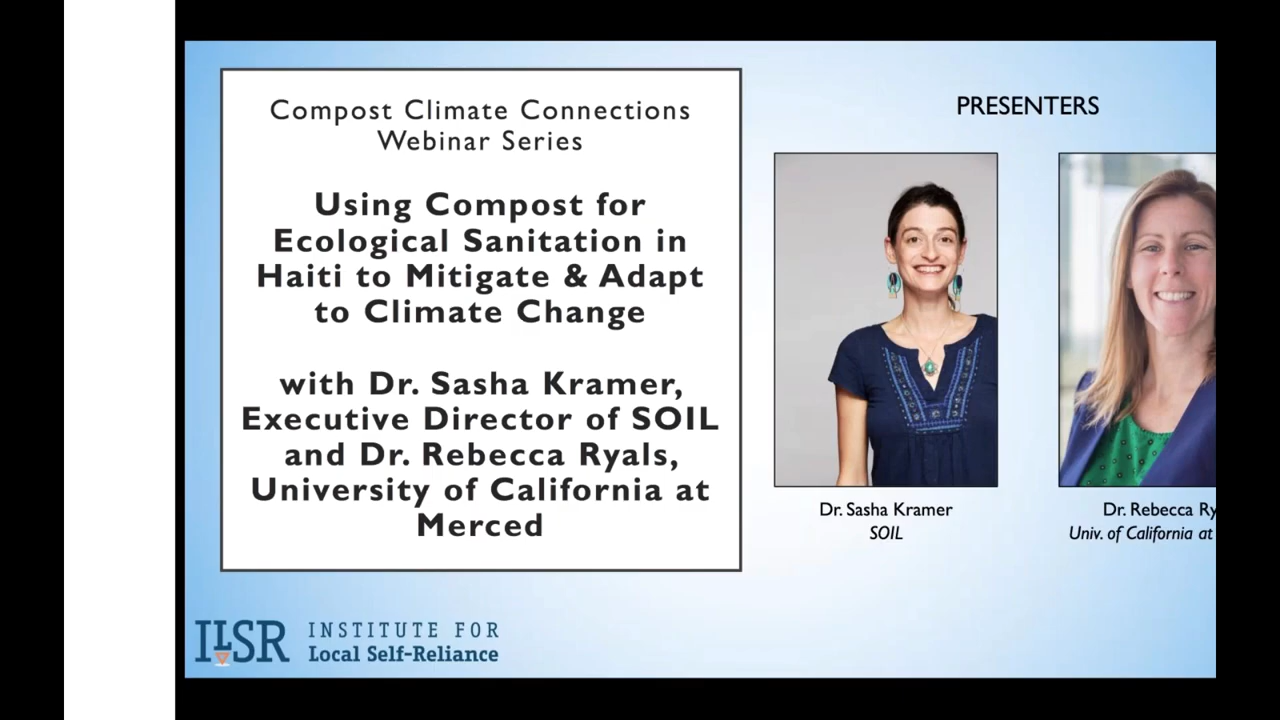 Compost Climate Connections
Webinar Series
Using Compost for
Ecological Sanitation in
Haiti to Mitigate & Adapt
to Climate Change
with Dr. Sasha Kramer,
Executive Director of SOIL
and Dr. Rebecca Ryals,
University of California at
Merced
PRESENTERS
Dr. Sasha Kramer
SOIL
Dr. Rebecca Ry
Univ. of California at
ILSR
INSTITUTE FOR
Local Self-Reliance